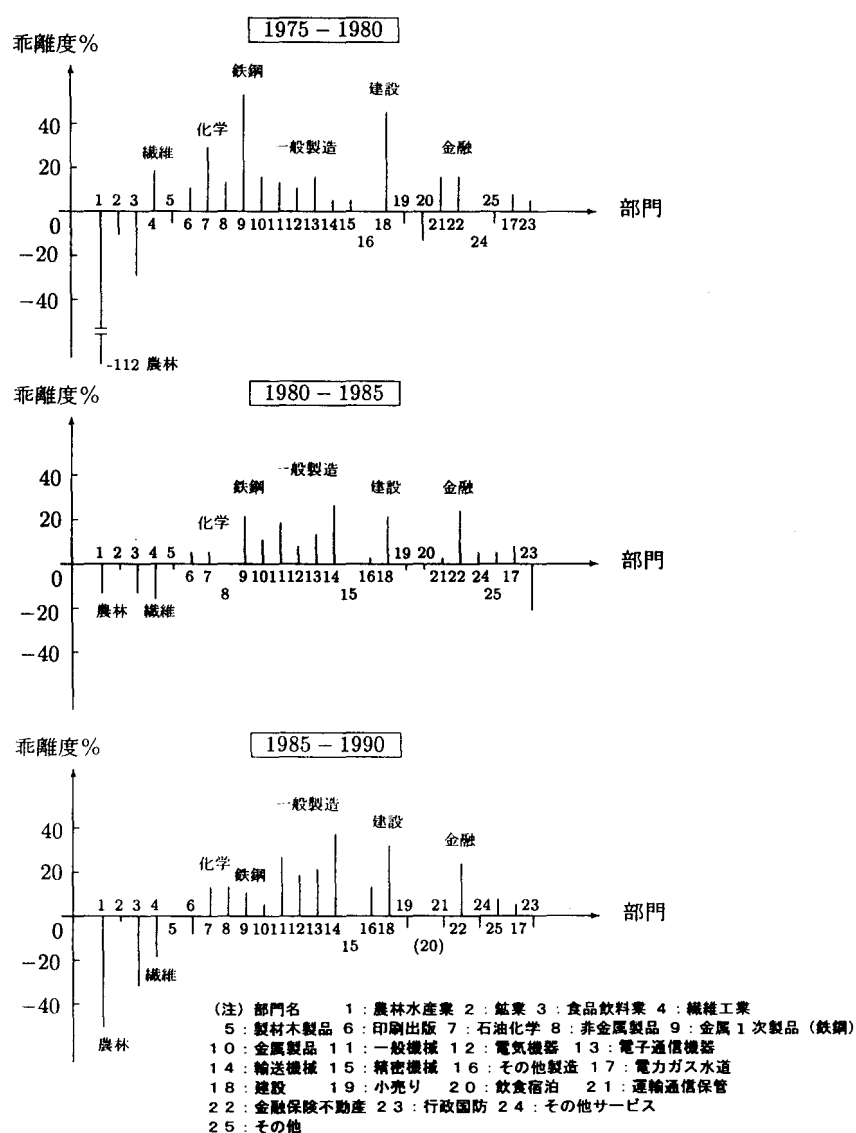 1975 − 1980
乖離度%
鉄鋼
建設
40
化学
一般製造
金融
繊維
20
1 2 3 5 19 20 25
部門
0
4 6 7 8 9 10 11 12 13 14 15 18 21 22 17 23
16 24
−20
−40
-112 農林
乖離度%
1980 − 1985
40
一般製造
鉄鋼
建設
金融
20
化学
1 2 3 4 5 19 20 23
部門
0
6 7 9 10 11 12 13 14 16 18 21 22 24 17
8 15 25
−20
農林 繊維
−40
乖離度%
1985 − 1990
一般製造
建設
40
金融
化学
鉄鋼
20
1 2 3 4 6 19 21 24 23
部門
0
5 7 8 9 10 11 12 13 14 16 18 22 25 17
15 (20)
−20
繊維
−40
農林
(注) 部門名 1:農林水産業 2:鉱業 3:食品飲料業 4:繊維工業
5:製材木製品 6:印刷出版 7:石油化学 8:非金属製品 9:金属1次製品(鉄鋼)
10:金属製品 11:一般機械 12:電気機器 13:電子通信機器
14:輸送機械 15:精密機械 16:その他製造 17:電力ガス水道
18:建設 19:小売り 20:飲食宿泊 21:運輸通信保管
22:金融保険不動産 23:行政国防 24:その他サービス
25:その他